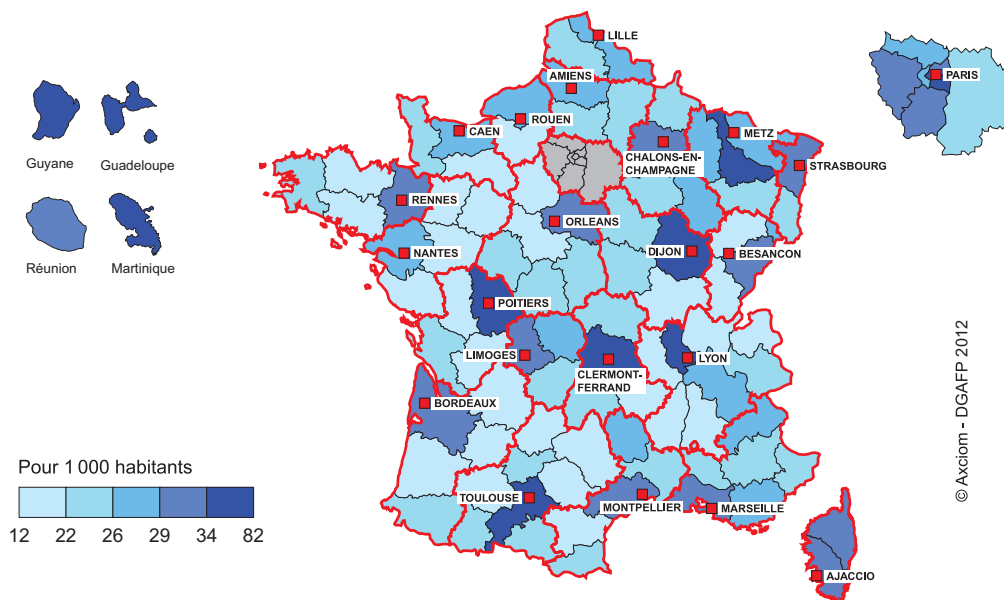 LILLE
AMIENS
PARIS
ROUEN
CAEN
METZ
CHALONS-EN-
CHAMPAGNE
STRASBOURG
Guyane
Guadeloupe
RENNES
ORLEANS
NANTES
DIJON
BESANCON
Réunion
Martinique
POITIERS
LIMOGES
LYON
CLERMONT-
FERRAND
BORDEAUX
Pour 1 000 habitants
12 22 26 29 34 82
TOULOUSE
MONTPELLIER
MARSEILLE
AJACCIO
© Axciom - DGAFP 2012